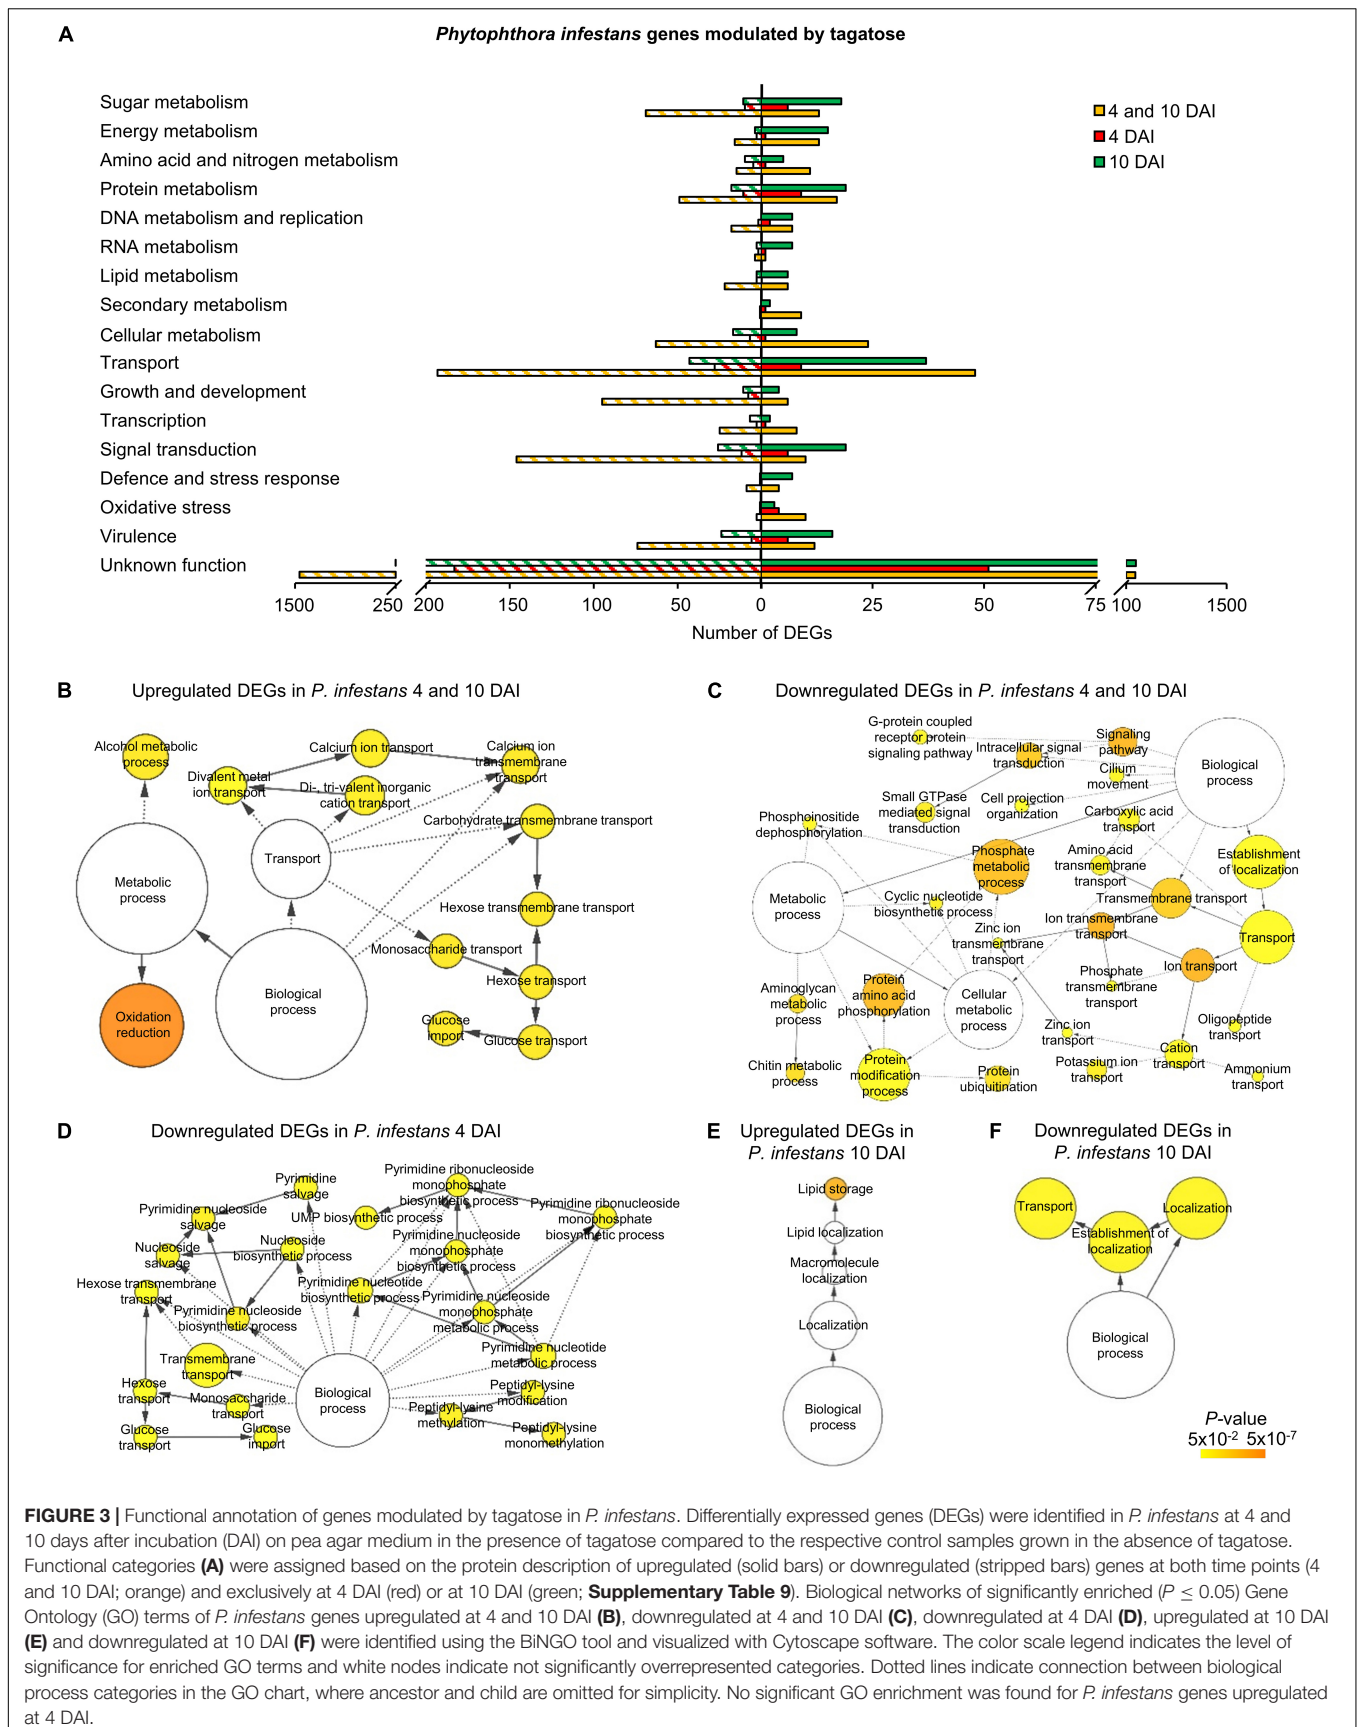 A
Phytophthora infestans genes modulated by tagatose
Sugar metabolism
Energy metabolism
Amino acid and nitrogen metabolism
Protein metabolism
DNA metabolism and replication
RNA metabolism
Lipid metabolism
Secondary metabolism
Cellular metabolism
Transport
Growth and development
Transcription
Signal transduction
Defence and stress response
Oxidative stress
Virulence
Unknown function
4 and 10 DAI
4 DAI
10 DAI
1500 250 200 150 100 50 0 25 50 75 100 1500
Number of DEGs
B
Upregulated DEGs in P. infestans 4 and 10 DAI
Alcohol metabolic
process
Calcium ion transport
Calcium ion
transmembrane
transport
Divalent metal
ion transport
Di-, tri-valent inorganic
cation transport
Carbohydrate transmembrane transport
Transport
Metabolic
process
Hexose transmembrane transport
Monosaccharide transport
Hexose transport
Biological
process
Oxidation
reduction
Glucose
import
Glucose transport
C
Downregulated DEGs in P. infestans 4 and 10 DAI
G-protein coupled
receptor protein
signaling pathway
Intracellular signal
transduction
Signaling
pathway
Biological
process
Cilium
movement
Small GTPase
mediated signal
transduction
Cell projection
organization
Carboxylic acid
transport
Phosphoinositide
dephosphorylation
Phosphate
metabolic
process
Amino acid
transmembrane
transport
Establishment
of localization
Metabolic
process
Cyclic nucleotide
biosynthetic process
Transmembrane transport
Ion transmembrane
transport
Zinc ion
transmembrane
transport
Transport
Ion transport
Phosphate
transmembrane
transport
Aminoglycan
metabolic
process
Protein
amino acid
phosphorylation
Cellular
metabolic
process
Zinc ion
transport
Oligopeptide
transport
Chitin metabolic
process
Protein
modification
process
Protein
ubiquitination
Potassium ion
transport
Cation
transport
Ammonium
transport
D
Downregulated DEGs in P. infestans 4 DAI
Pyrimidine
salvage
Pyrimidine ribonucleoside
monophosphate
biosynthetic process
Pyrimidine nucleoside
salvage
UMP biosynthetic process
Pyrimidine ribonucleoside
monophosphate
biosynthetic process
Nucleoside
salvage
Nucleoside
biosynthetic process
Pyrimidine nucleoside
monophosphate
biosynthetic process
Hexose transmembrane
transport
Pyrimidine nucleotide
biosynthetic process
Pyrimidine nucleoside
biosynthetic process
Pyrimidine nucleoside
monophosphate
metabolic process
Transmembrane
transport
Pyrimidine nucleotide
metabolic process
Hexose
transport
Monosaccharide
transport
Biological
process
Peptidyl-lysine
modification
Peptidyl-lysine
methylation
Glucose
transport
Glucose
import
Peptidyl-lysine
monomethylation
E
Upregulated DEGs in
P. infestans 10 DAI
Lipid storage
Lipid localization
Macromolecule
localization
Localization
Biological
process
F
Downregulated DEGs in
P. infestans 10 DAI
Transport
Localization
Establishment of
localization
Biological
process
P-value
5x10-2 5x10-7
FIGURE 3 | Functional annotation of genes modulated by tagatose in P. infestans. Differentially expressed genes (DEGs) were identified in P. infestans at 4 and
10 days after incubation (DAI) on pea agar medium in the presence of tagatose compared to the respective control samples grown in the absence of tagatose.
Functional categories (A) were assigned based on the protein description of upregulated (solid bars) or downregulated (stripped bars) genes at both time points (4
and 10 DAI; orange) and exclusively at 4 DAI (red) or at 10 DAI (green; Supplementary Table 9). Biological networks of significantly enriched (P ≤ 0.05) Gene
Ontology (GO) terms of P. infestans genes upregulated at 4 and 10 DAI (B), downregulated at 4 and 10 DAI (C), downregulated at 4 DAI (D), upregulated at 10 DAI
(E) and downregulated at 10 DAI (F) were identified using the BiNGO tool and visualized with Cytoscape software. The color scale legend indicates the level of
significance for enriched GO terms and white nodes indicate not significantly overrepresented categories. Dotted lines indicate connection between biological
process categories in the GO chart, where ancestor and child are omitted for simplicity. No significant GO enrichment was found for P. infestans genes upregulated
at 4 DAI.